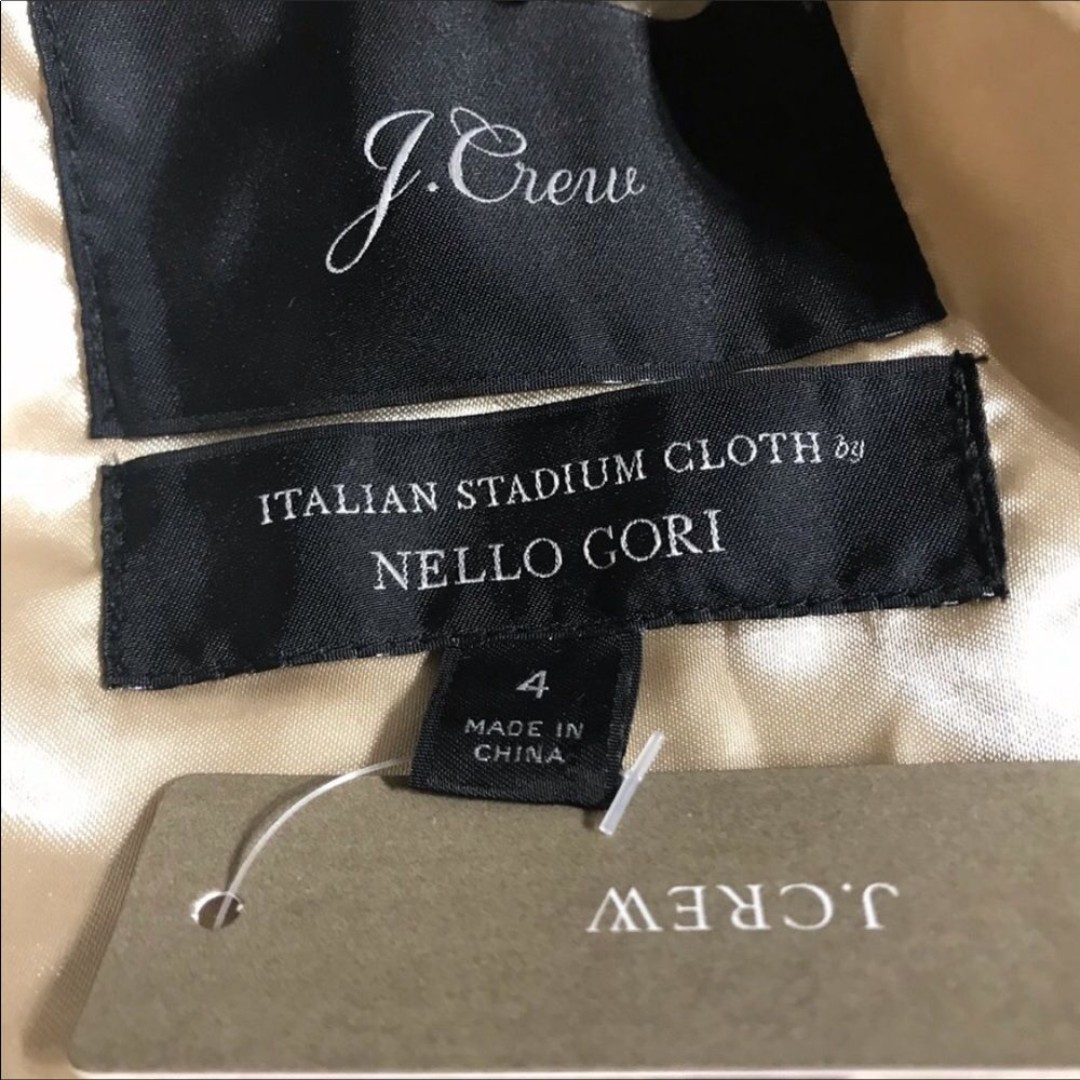 J.Crew
ITALIAN STADIUM CLOTH by
NELLO GORI
4
MADE IN
CHINA
J.CREW